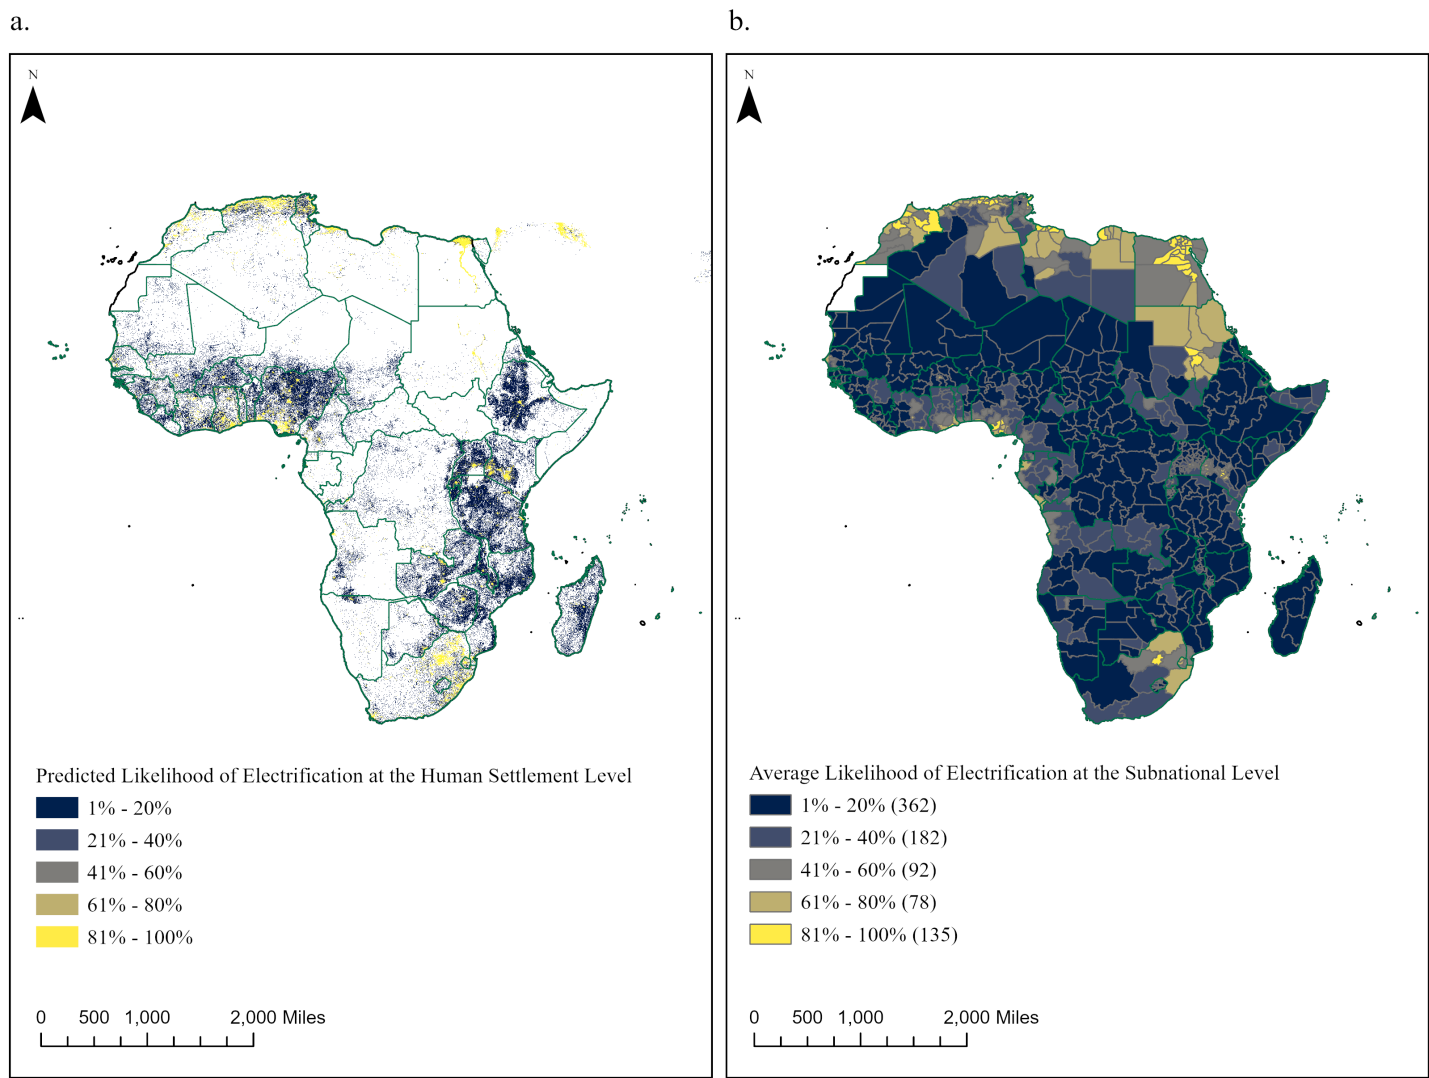 a.
N
Predicted Likelihood of Electrification at the Human Settlement Level
1% - 20%
21% - 40%
41% - 60%
61% - 80%
81% - 100%
0 500 1,000 2,000 Miles
b.
N
Average Likelihood of Electrification at the Subnational Level
1% - 20% (362)
21% - 40% (182)
41% - 60% (92)
61% - 80% (78)
81% - 100% (135)
0 500 1,000 2,000 Miles